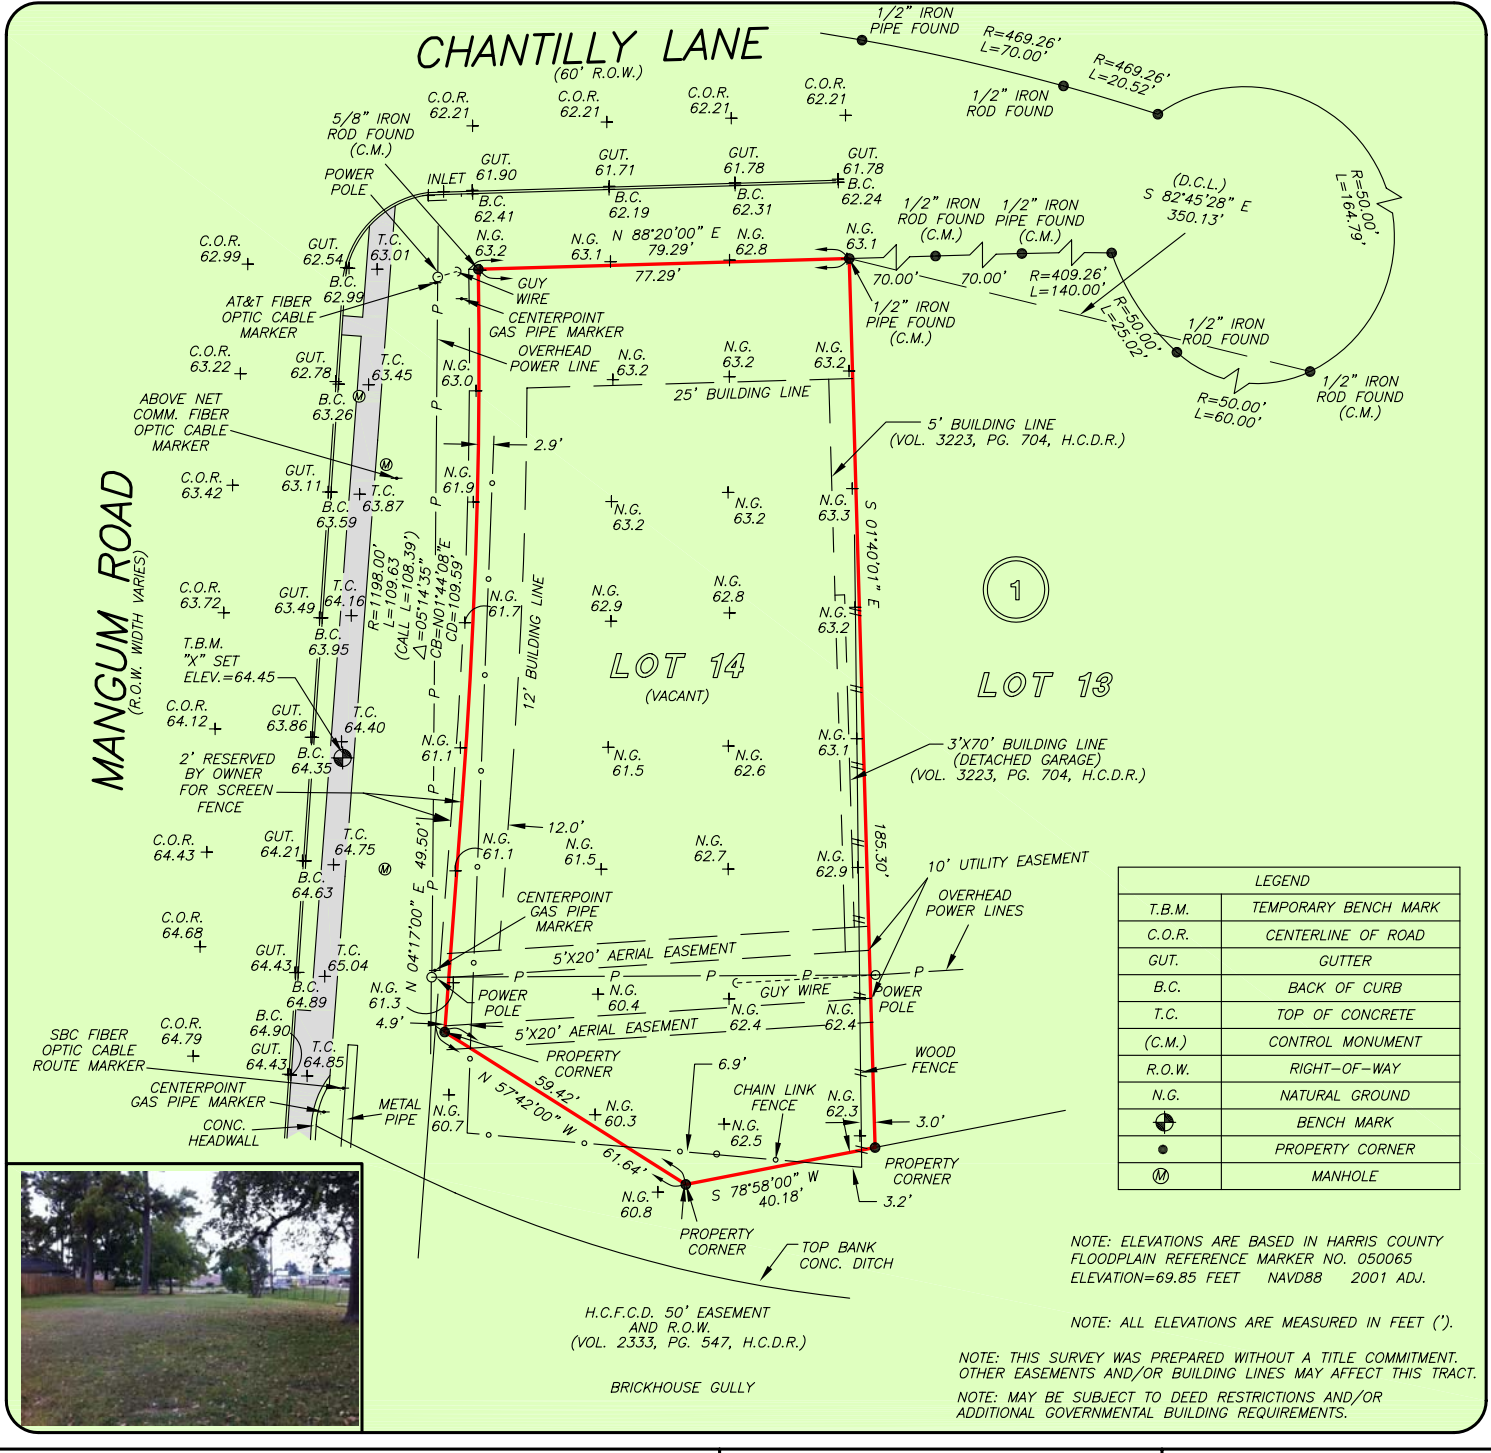 CHANTILLY LANE
(60' R.O.W.)
1/2" IRON
PIPE FOUND
R=469.26'
L=70.00'
R=469.26'
L=20.52'
1/2" IRON
ROD FOUND
C.O.R.
62.21
C.O.R.
62.21
C.O.R.
62.21
C.O.R.
62.21
5/8" IRON
ROD FOUND
(C.M.)
POWER
POLE
INLET
GUT.
61.90
GUT.
61.71
GUT.
61.78
GUT.
61.78
B.C.
62.41
B.C.
62.19
B.C.
62.31
B.C.
62.24
R=50.00'
L=164.79'
(D.C.L.)
S 82°45'28" E
350.13'
1/2" IRON
ROD FOUND
(C.M.)
1/2" IRON
PIPE FOUND
(C.M.)
C.O.R.
62.99
GUT.
62.54
T.C.
63.01
B.C.
62.99
N.G.
63.2
N.G.
63.1
N 88°20'00" E
79.29'
77.29'
N.G.
62.8
N.G.
63.1
70.00'
70.00'
R=409.26'
L=140.00'
R=50.00'
L=25.02'
1/2" IRON
ROD FOUND
R=50.00'
L=60.00'
1/2" IRON
ROD FOUND
(C.M.)
GUY
WIRE
AT&T FIBER
OPTIC CABLE
MARKER
CENTERPOINT
GAS PIPE MARKER
OVERHEAD
POWER LINE
1/2" IRON
PIPE FOUND
(C.M.)
C.O.R.
63.22
GUT.
62.78
T.C.
63.45
B.C.
63.26
M
N.G.
63.0
N.G.
63.2
N.G.
63.2
N.G.
63.2
25' BUILDING LINE
5' BUILDING LINE
(VOL. 3223, PG. 704, H.C.D.R.)
ABOVE NET
COMM. FIBER
OPTIC CABLE
MARKER
2.9'
M
P
P
P
P
P
P
C.O.R.
63.42
GUT.
63.11
T.C.
63.87
B.C.
63.59
N.G.
61.9
N.G.
63.2
N.G.
63.2
N.G.
63.3
S 01°40'01" E
185.30'
MANGUM ROAD
(R.O.W. WIDTH VARIES)
R=1198.00'
L=109.63
(CALL L=108.39')
△=05°14'35"
CB=N01°44'08"E
CD=109.59'
C.O.R.
63.72
GUT.
63.49
T.C.
64.16
B.C.
63.95
N.G.
61.7
12' BUILDING LINE
N.G.
62.9
N.G.
62.8
N.G.
63.2
1
T.B.M.
"X" SET
ELEV.=64.45
LOT 14
(VACANT)
LOT 13
C.O.R.
64.12
GUT.
63.86
T.C.
64.40
B.C.
64.35
N.G.
61.1
N.G.
61.5
N.G.
62.6
N.G.
63.1
3'X70' BUILDING LINE
(DETACHED GARAGE)
(VOL. 3223, PG. 704, H.C.D.R.)
2' RESERVED
BY OWNER
FOR SCREEN
FENCE
12.0'
C.O.R.
64.43
GUT.
64.21
T.C.
64.75
B.C.
64.63
M
N 04°17'00" E 49.50'
N.G.
61.1
N.G.
61.5
N.G.
62.7
N.G.
62.9
10' UTILITY EASEMENT
OVERHEAD
POWER LINES
CENTERPOINT
GAS PIPE
MARKER
C.O.R.
64.68
GUT.
64.43
T.C.
65.04
B.C.
64.89
5'X20' AERIAL EASEMENT
P
P
P
P
P
GUY WIRE
POWER
POLE
POWER
POLE
N.G.
61.3
N.G.
60.4
N.G.
62.4
N.G.
62.4
4.9'
5'X20' AERIAL EASEMENT
C.O.R.
64.79
B.C.
64.90
GUT.
64.43
T.C.
64.85
SBC FIBER
OPTIC CABLE
ROUTE MARKER
CENTERPOINT
GAS PIPE MARKER
CONC.
HEADWALL
METAL
PIPE
PROPERTY
CORNER
N 57°42'00" W
59.42'
61.64'
6.9'
CHAIN LINK
FENCE
WOOD
FENCE
N.G.
60.7
N.G.
60.3
N.G.
62.5
N.G.
62.3
3.0'
PROPERTY
CORNER
N.G.
60.8
S 78°58'00" W
40.18'
3.2'
PROPERTY
CORNER
TOP BANK
CONC. DITCH
H.C.F.C.D. 50' EASEMENT
AND R.O.W.
(VOL. 2333, PG. 547, H.C.D.R.)
BRICKHOUSE GULLY
LEGEND
T.B.M. TEMPORARY BENCH MARK
C.O.R. CENTERLINE OF ROAD
GUT. GUTTER
B.C. BACK OF CURB
T.C. TOP OF CONCRETE
(C.M.) CONTROL MONUMENT
R.O.W. RIGHT-OF-WAY
N.G. NATURAL GROUND
BENCH MARK
PROPERTY CORNER
M MANHOLE
NOTE: ELEVATIONS ARE BASED IN HARRIS COUNTY
FLOODPLAIN REFERENCE MARKER NO. 050065
ELEVATION=69.85 FEET NAVD88 2001 ADJ.
NOTE: ALL ELEVATIONS ARE MEASURED IN FEET (').
NOTE: THIS SURVEY WAS PREPARED WITHOUT A TITLE COMMITMENT.
OTHER EASEMENTS AND/OR BUILDING LINES MAY AFFECT THIS TRACT.
NOTE: MAY BE SUBJECT TO DEED RESTRICTIONS AND/OR
ADDITIONAL GOVERNMENTAL BUILDING REQUIREMENTS.